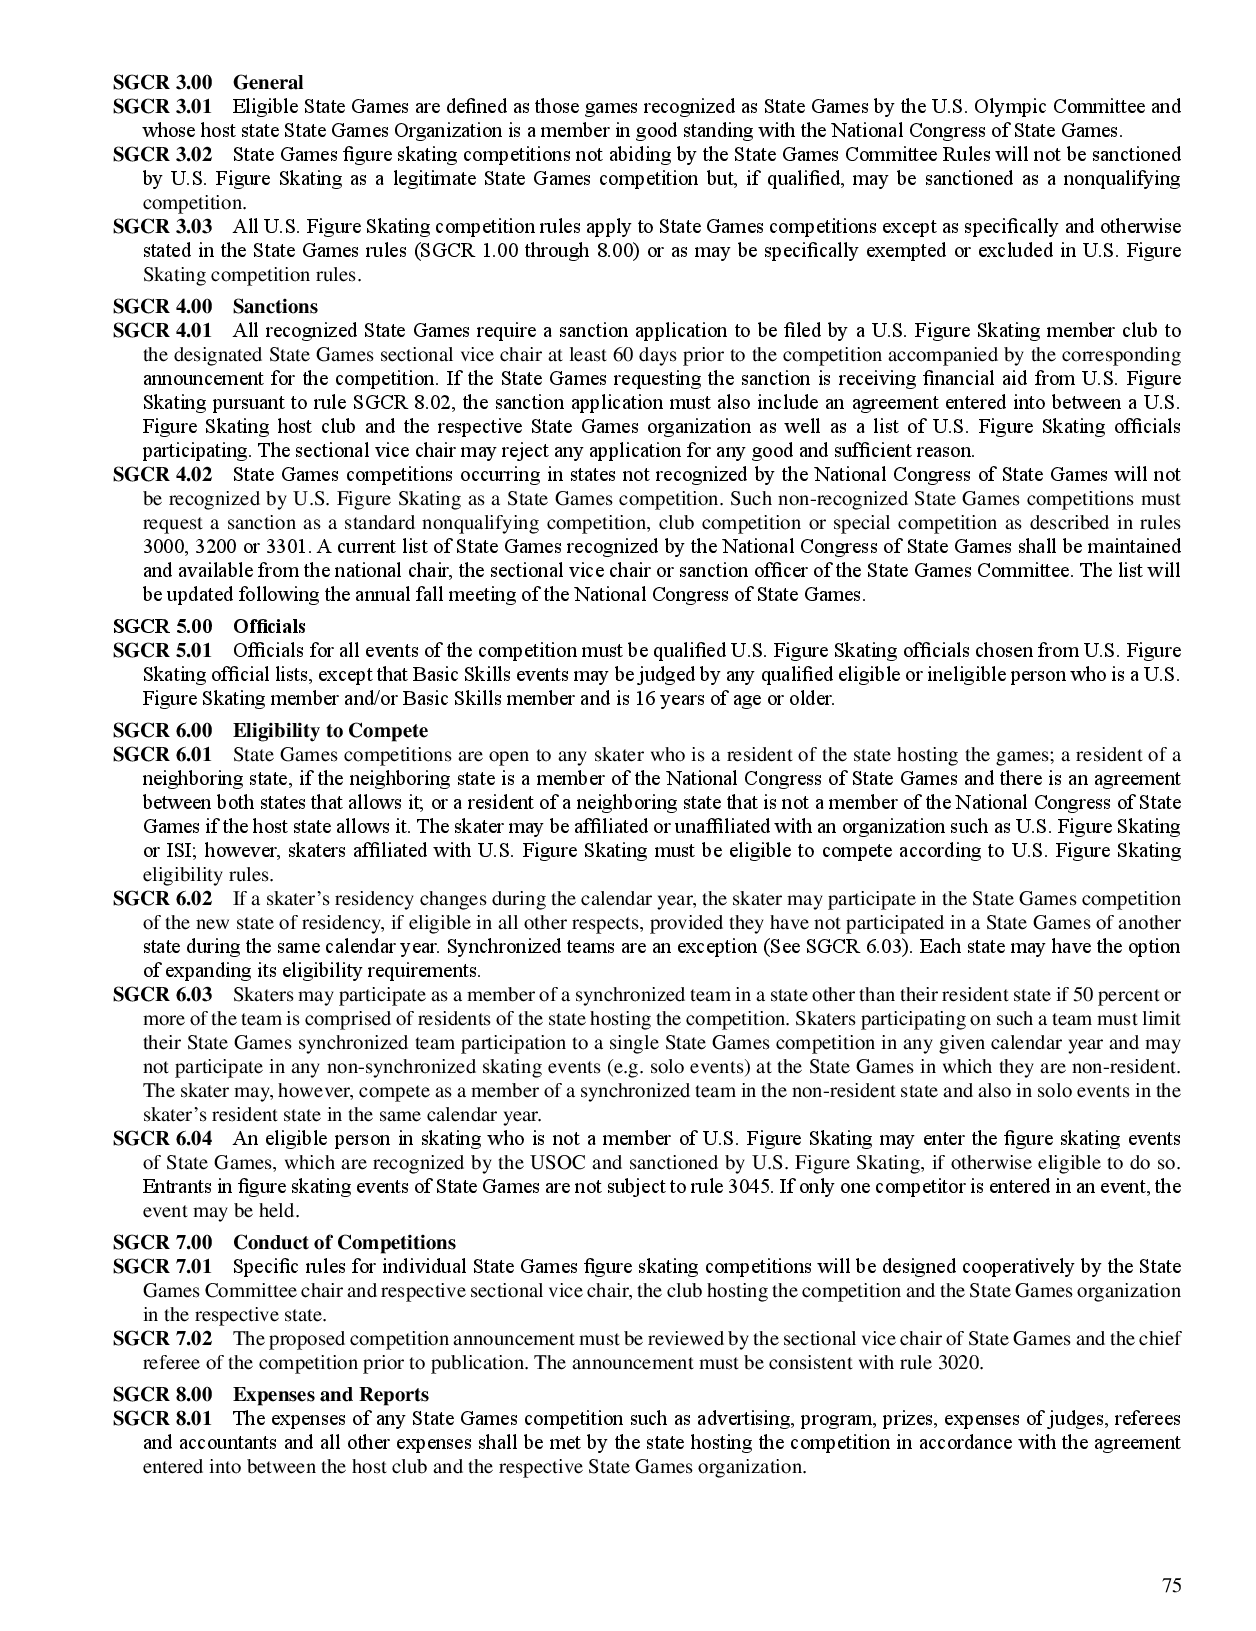 SGCR 3.00 General
SGCR 3.01 Eligible State Games are defined as those games recognized as State Games by the U.S. Olympic Committee and
whose host state State Games Organization is a member in good standing with the National Congress of State Games.
SGCR 3.02 State Games figure skating competitions not abiding by the State Games Committee Rules will not be sanctioned
by U.S. Figure Skating as a legitimate State Games competition but, if qualified, may be sanctioned as a nonqualifying
competition.
SGCR 3.03 All U.S. Figure Skating competition rules apply to State Games competitions except as specifically and otherwise
stated in the State Games rules (SGCR 1.00 through 8.00) or as may be specifically exempted or excluded in U.S. Figure
Skating competition rules.
SGCR 4.00 Sanctions
SGCR 4.01 All recognized State Games require a sanction application to be filed by a U.S. Figure Skating member club to
the designated State Games sectional vice chair at least 60 days prior to the competition accompanied by the corresponding
announcement for the competition. If the State Games requesting the sanction is receiving financial aid from U.S. Figure
Skating pursuant to rule SGCR 8.02, the sanction application must also include an agreement entered into between a U.S.
Figure Skating host club and the respective State Games organization as well as a list of U.S. Figure Skating officials
participating. The sectional vice chair may reject any application for any good and sufficient reason.
SGCR 4.02 State Games competitions occurring in states not recognized by the National Congress of State Games will not
be recognized by U.S. Figure Skating as a State Games competition. Such non-recognized State Games competitions must
request a sanction as a standard nonqualifying competition, club competition or special competition as described in rules
3000, 3200 or 3301. A current list of State Games recognized by the National Congress of State Games shall be maintained
and available from the national chair, the sectional vice chair or sanction officer of the State Games Committee. The list will
be updated following the annual fall meeting of the National Congress of State Games.
SGCR 5.00 Officials
SGCR 5.01 Officials for all events of the competition must be qualified U.S. Figure Skating officials chosen from U.S. Figure
Skating official lists, except that Basic Skills events may be judged by any qualified eligible or ineligible person who is a U.S.
Figure Skating member and/or Basic Skills member and is 16 years of age or older.
SGCR 6.00 Eligibility to Compete
SGCR 6.01 State Games competitions are open to any skater who is a resident of the state hosting the games; a resident of a
neighboring state, if the neighboring state is a member of the National Congress of State Games and there is an agreement
between both states that allows it; or a resident of a neighboring state that is not a member of the National Congress of State
Games if the host state allows it. The skater may be affiliated or unaffiliated with an organization such as U.S. Figure Skating
or ISI; however, skaters affiliated with U.S. Figure Skating must be eligible to compete according to U.S. Figure Skating
eligibility rules.
SGCR 6.02 If a skater’s residency changes during the calendar year, the skater may participate in the State Games competition
of the new state of residency, if eligible in all other respects, provided they have not participated in a State Games of another
state during the same calendar year. Synchronized teams are an exception (See SGCR 6.03). Each state may have the option
of expanding its eligibility requirements.
SGCR 6.03 Skaters may participate as a member of a synchronized team in a state other than their resident state if 50 percent or
more of the team is comprised of residents of the state hosting the competition. Skaters participating on such a team must limit
their State Games synchronized team participation to a single State Games competition in any given calendar year and may
not participate in any non-synchronized skating events (e.g. solo events) at the State Games in which they are non-resident.
The skater may, however, compete as a member of a synchronized team in the non-resident state and also in solo events in the
skater’s resident state in the same calendar year.
SGCR 6.04 An eligible person in skating who is not a member of U.S. Figure Skating may enter the figure skating events
of State Games, which are recognized by the USOC and sanctioned by U.S. Figure Skating, if otherwise eligible to do so.
Entrants in figure skating events of State Games are not subject to rule 3045. If only one competitor is entered in an event, the
event may be held.
SGCR 7.00 Conduct of Competitions
SGCR 7.01 Specific rules for individual State Games figure skating competitions will be designed cooperatively by the State
Games Committee chair and respective sectional vice chair, the club hosting the competition and the State Games organization
in the respective state.
SGCR 7.02 The proposed competition announcement must be reviewed by the sectional vice chair of State Games and the chief
referee of the competition prior to publication. The announcement must be consistent with rule 3020.
SGCR 8.00 Expenses and Reports
SGCR 8.01 The expenses of any State Games competition such as advertising, program, prizes, expenses of judges, referees
and accountants and all other expenses shall be met by the state hosting the competition in accordance with the agreement
entered into between the host club and the respective State Games organization.
75